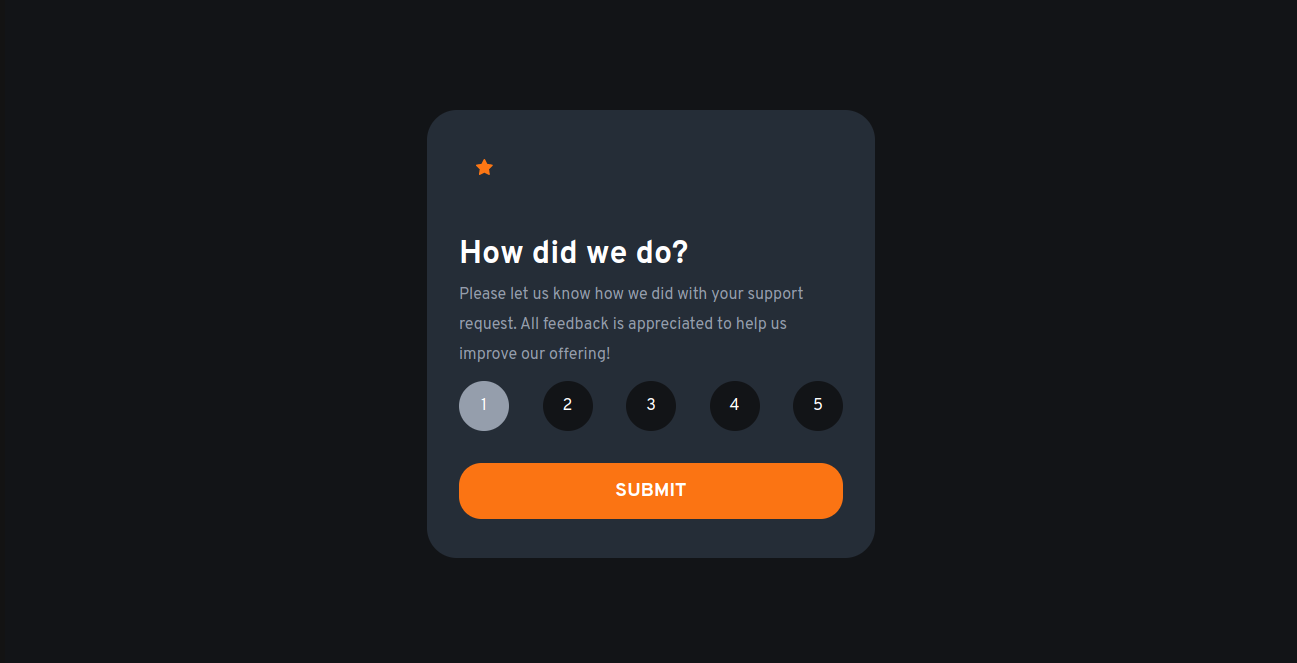 How did we do?
Please let us know how we did with your support
request. All feedback is appreciated to help us
improve our offering!
1 2 3 4 5
SUBMIT